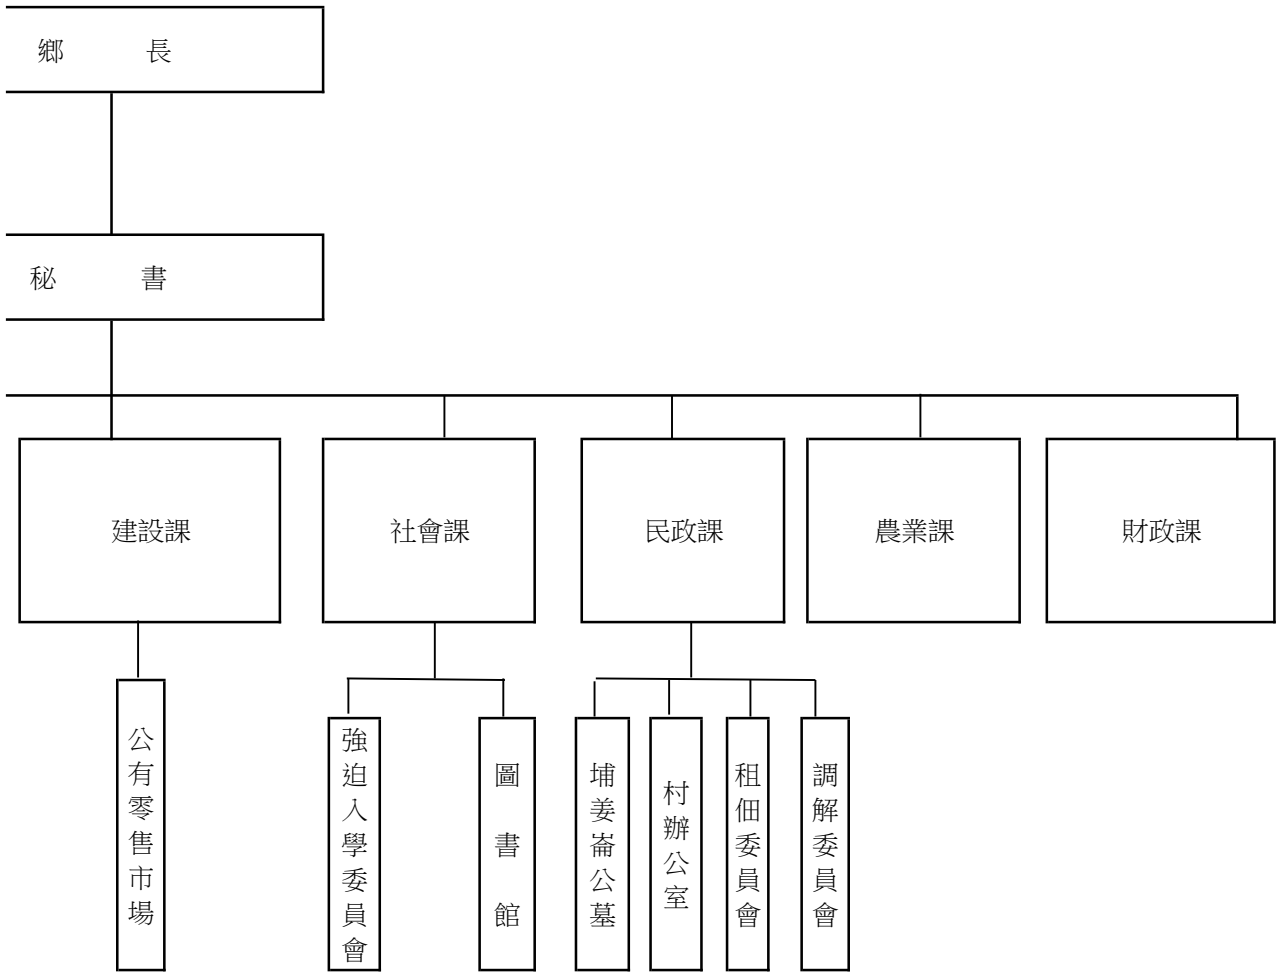 鄉長
秘書
建設課
社會課
民政課
農業課
財政課
公有零售市場
強迫入學委員會
圖書館
埔姜崙公墓
村辦公室
租佃委員會
調解委員會